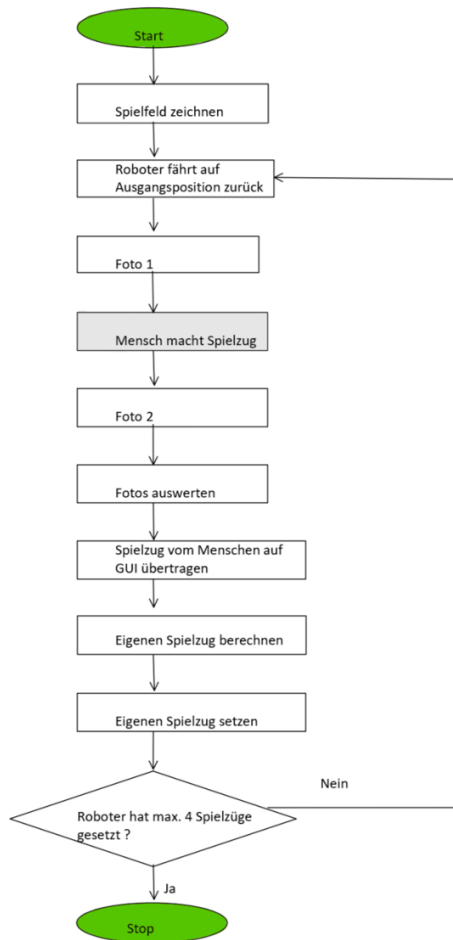 Start
Spielfeld zeichnen
Roboter fährt auf
Ausgangsposition zurück
Foto 1
Mensch macht Spielzug
Foto 2
Fotos auswerten
Spielzug vom Menschen auf
GUI übertragen
Eigenen Spielzug berechnen
Eigenen Spielzug setzen
Nein
Roboter hat max. 4 Spielzüge
gesetzt ?
Ja
Stop